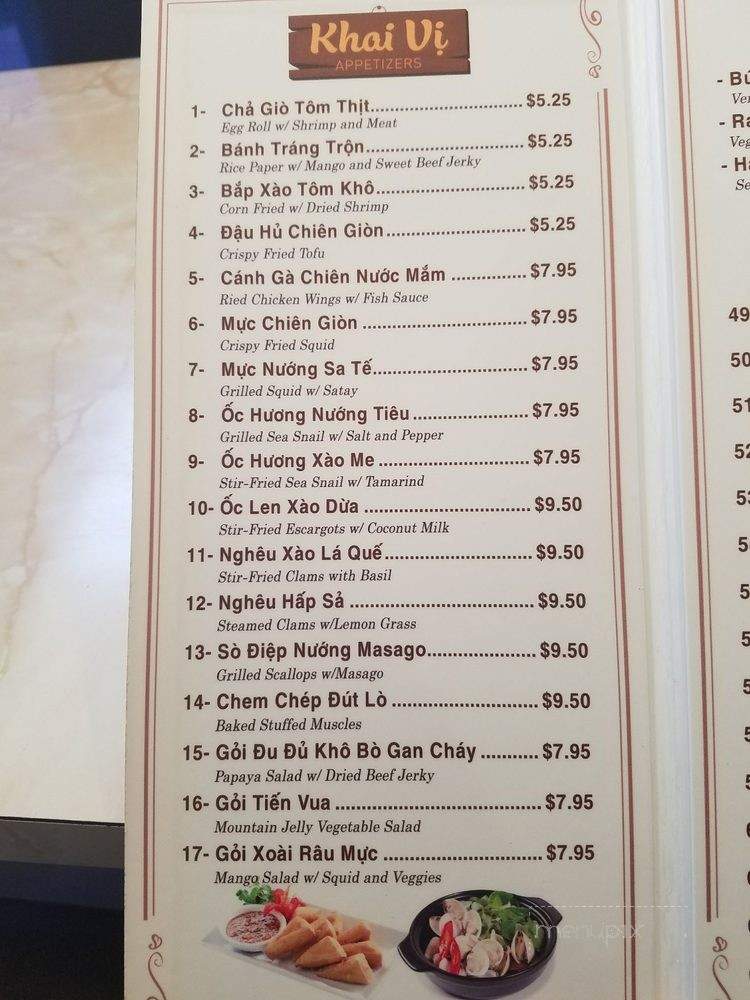 Khai Vị
APPETIZERS
1- Chả Giò Tôm Thịt.............................. $5.25
Egg Roll w/ Shrimp and Meat
2- Bánh Tráng Trộn................................ $5.25
Rice Paper w/ Mango and Sweet Beef Jerky
3- Bắp Xào Tôm Khô.............................. $5.25
Corn Fried w/ Dried Shrimp
4- Đậu Hủ Chiên Giòn............................ $5.25
Crispy Fried Tofu
5- Cánh Gà Chiên Nước Mắm ............... $7.95
Ried Chicken Wings w/ Fish Sauce
6- Mực Chiên Giòn ................................. $7.95
Crispy Fried Squid
7- Mực Nướng Sa Tế............................... $7.95
Grilled Squid w/ Satay
8- Ốc Hương Nướng Tiêu ....................... $7.95
Grilled Sea Snail w/ Salt and Pepper
9- Ốc Hương Xào Me .............................. $7.95
Stir-Fried Sea Snail w/ Tamarind
10- Ốc Len Xào Dừa ................................. $9.50
Stir-Fried Escargots w/ Coconut Milk
11- Nghêu Xào Lá Quế............................. $9.50
Stir-Fried Clams with Basil
12- Nghêu Hấp Sả .................................... $9.50
Steamed Clams w/Lemon Grass
13- Sò Điệp Nướng Masago...................... $9.50
Grilled Scallops w/Masago
14- Chem Chép Đút Lò ............................. $9.50
Baked Stuffed Muscles
15- Gỏi Đu Đủ Khô Bò Gan Cháy ........... $7.95
Papaya Salad w/ Dried Beef Jerky
16- Gỏi Tiến Vua ........................................ $7.95
Mountain Jelly Vegetable Salad
17- Gỏi Xoài Râu Mực ............................... $7.95
Mango Salad w/ Squid and Veggies
menupix
49
50
51
52
53